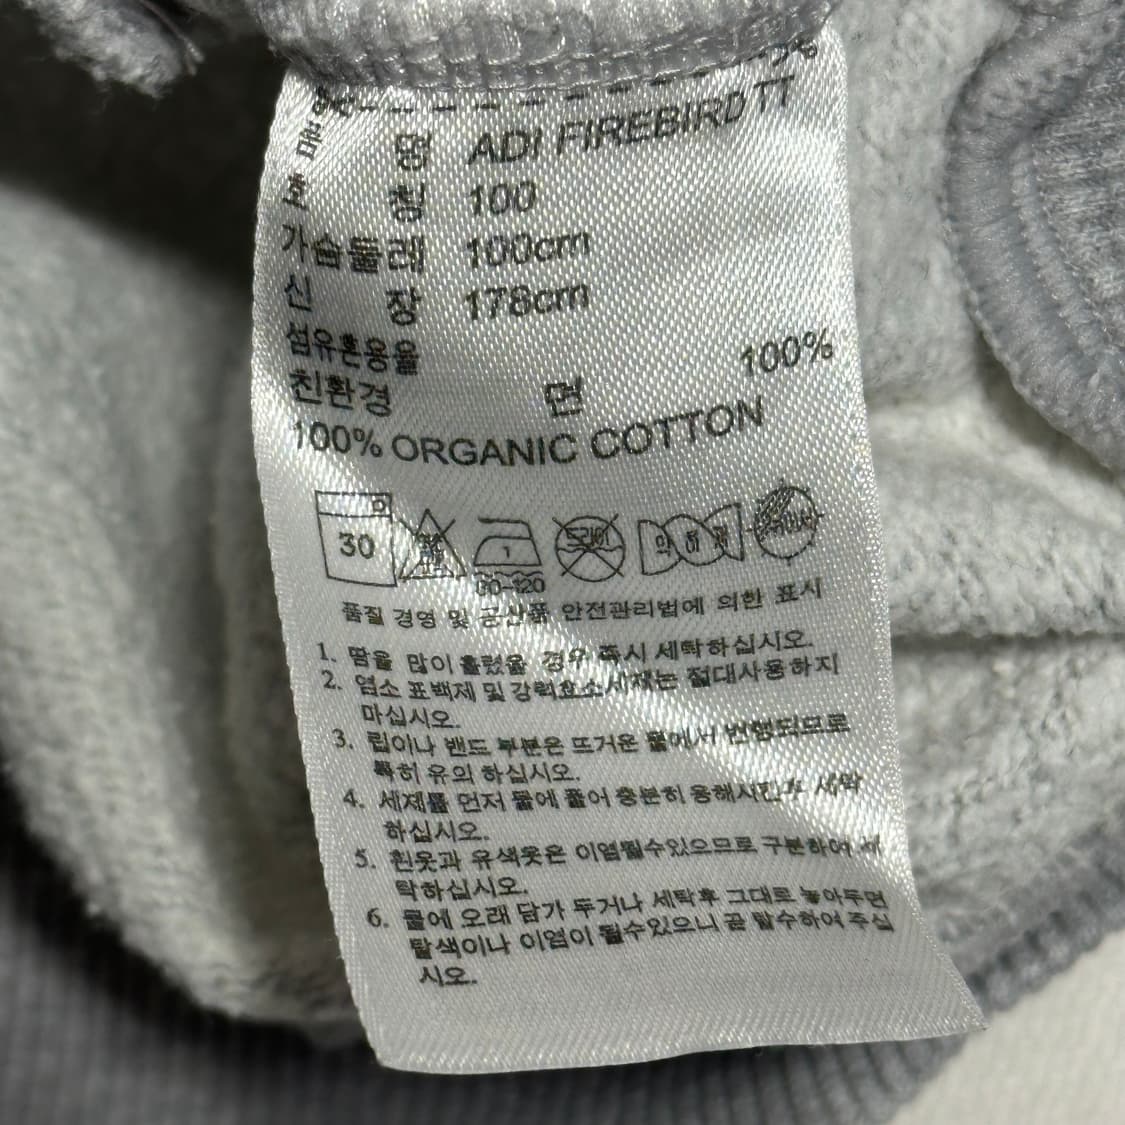 품 명 ADI FIREBIRD TT
호 칭 100
가슴둘레 100cm
신 장 178cm
섬유혼용율
친환경 면 100%
100% ORGANIC COTTON
30 80-120 드라이 약하게
품질 경영 및 공산품 안전관리법에 의한 표시
1. 땀을 많이 흘렸을 경우 즉시 세탁하십시오.
2. 염소 표백제 및 강력효소세제는 절대사용하지
마십시오.
3. 립이나 밴드 부분은 뜨거운 물에서 변형되므로
특히 유의 하십시오.
4. 세제를 먼저 물에 풀어 충분히 용해시킨후 세탁
하십시오.
5. 흰옷과 유색옷은 이염될수있으므로 구분하여 세
탁하십시오.
6. 물에 오래 담가 두거나 세탁후 그대로 놓아두면
탈색이나 이염이 될수있으니 곧 탈수하여 주십
시오.